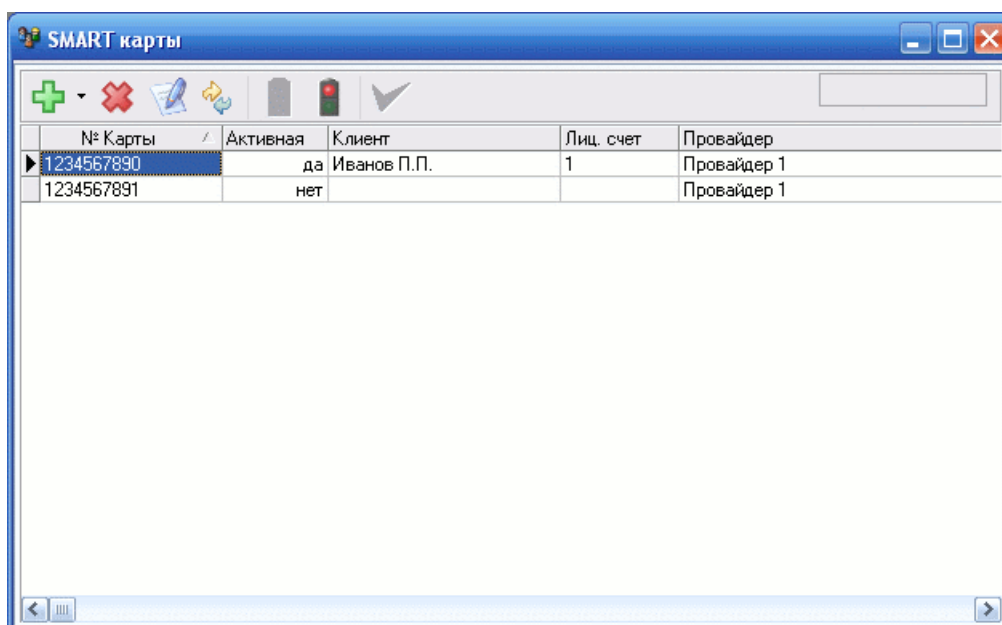 SMART карты
№ Карты Активная Клиент Лиц. счет Провайдер
1234567890 да Иванов П.П. 1 Провайдер 1
1234567891 нет Провайдер 1